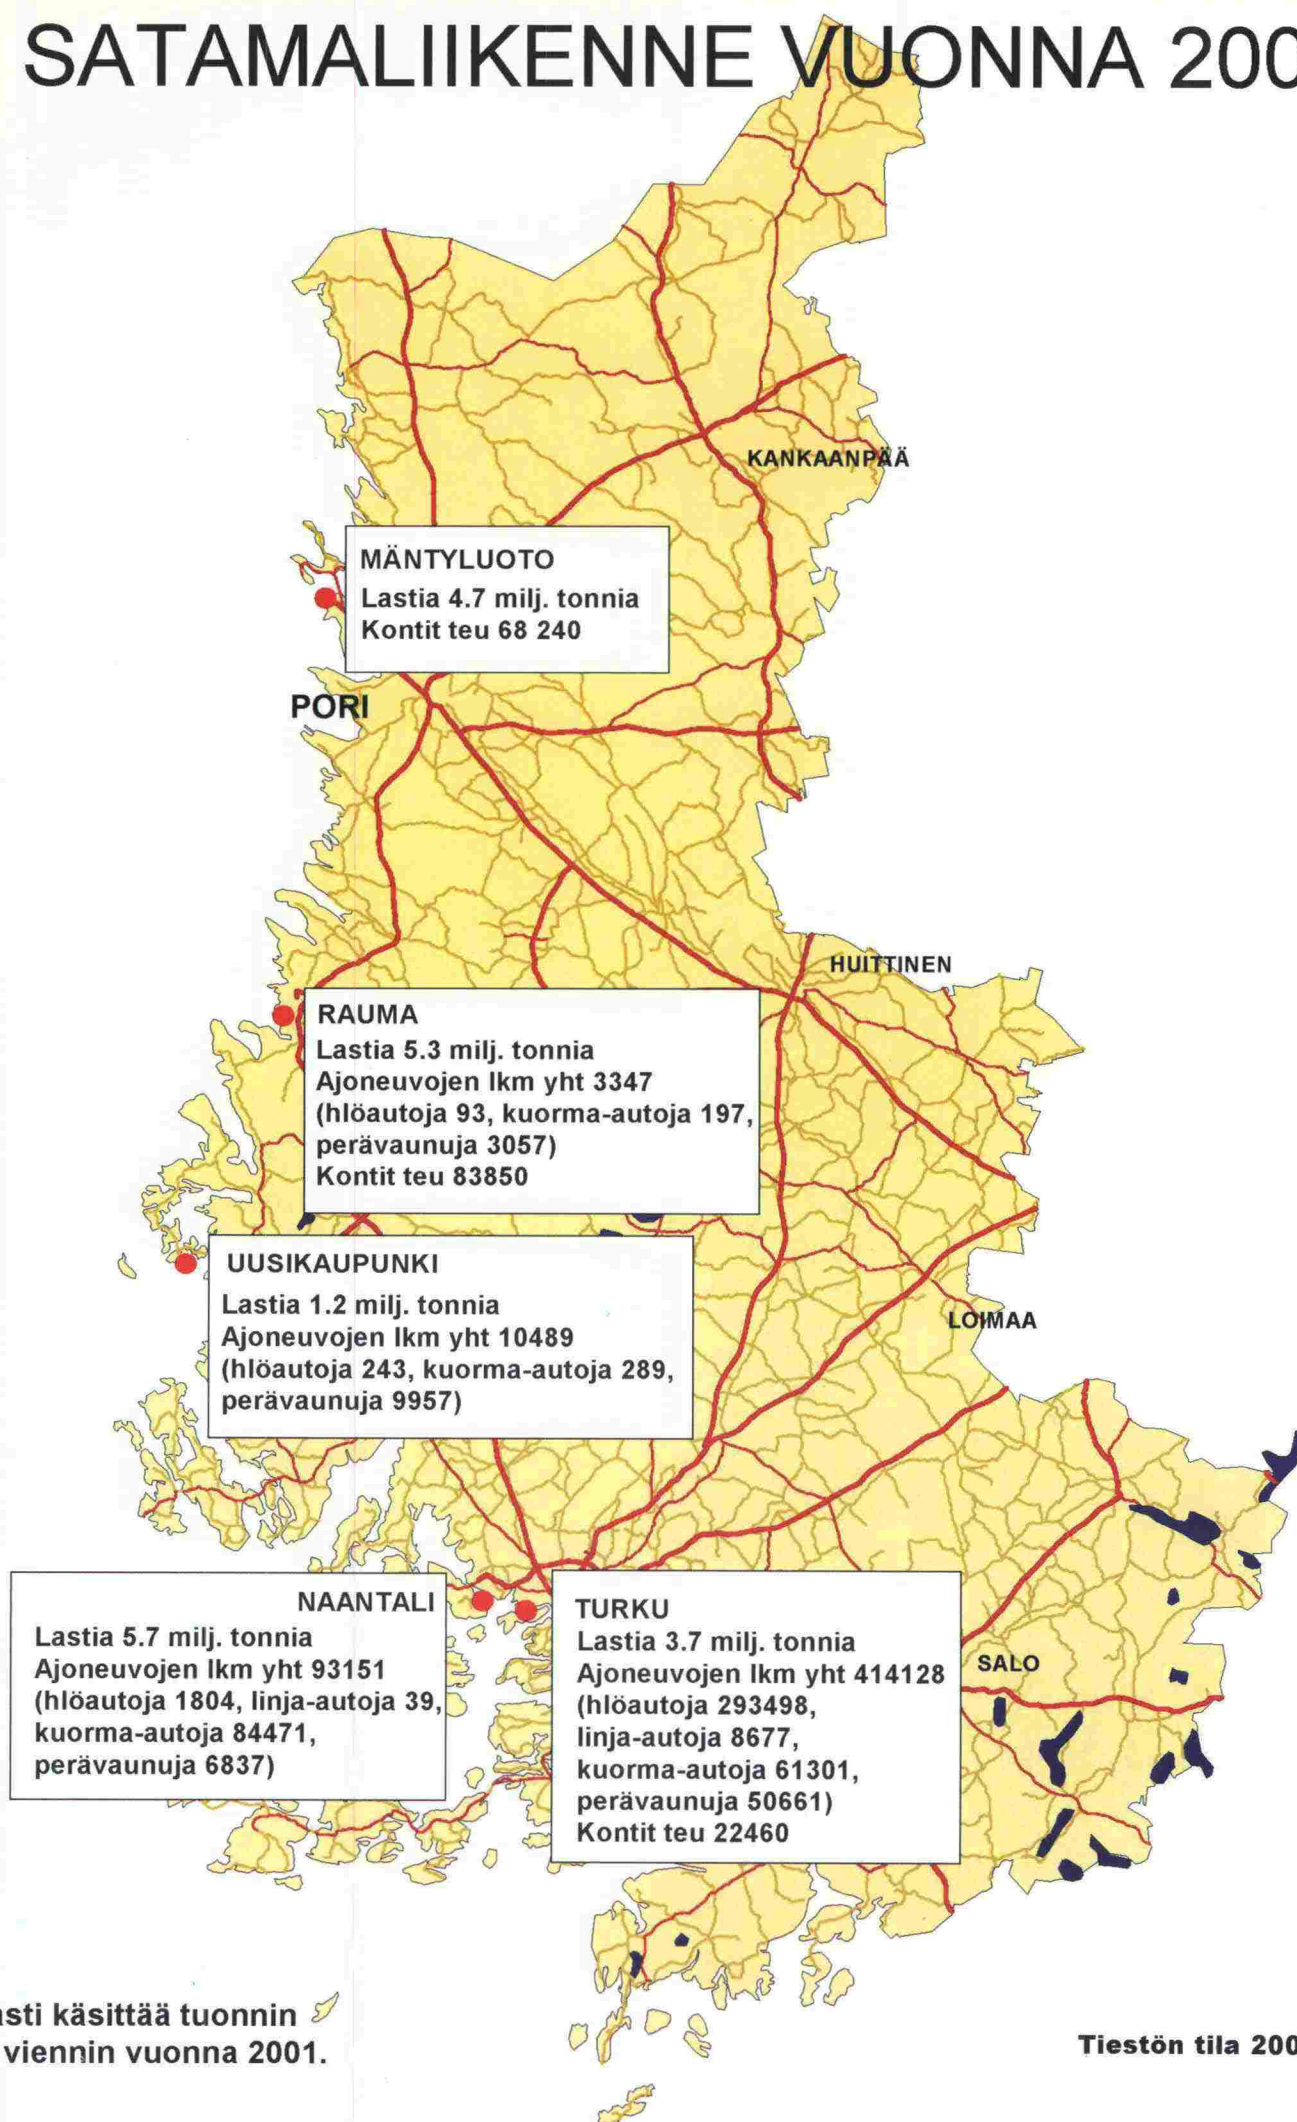 SATAMALIIKENNE VUONNA 200
KANKAANPÄÄ
MÄNTYLUOTO
Lastia 4.7 milj. tonnia
Kontit teu 68 240
PORI
HUITTINEN
RAUMA
Lastia 5.3 milj. tonnia
Ajoneuvojen lkm yht 3347
(hlöautoja 93, kuorma-autoja 197,
perävaunuja 3057)
Kontit teu 83850
UUSIKAUPUNKI
Lastia 1.2 milj. tonnia
Ajoneuvojen lkm yht 10489
(hlöautoja 243, kuorma-autoja 289,
perävaunuja 9957)
LOIMAA
NAANTALI
Lastia 5.7 milj. tonnia
Ajoneuvojen lkm yht 93151
(hlöautoja 1804, linja-autoja 39,
kuorma-autoja 84471,
perävaunuja 6837)
TURKU
Lastia 3.7 milj. tonnia
Ajoneuvojen lkm yht 414128
(hlöautoja 293498,
linja-autoja 8677,
kuorma-autoja 61301,
perävaunuja 50661)
Kontit teu 22460
SALO
asti käsittää tuonnin
viennin vuonna 2001.
Tiestön tila 200